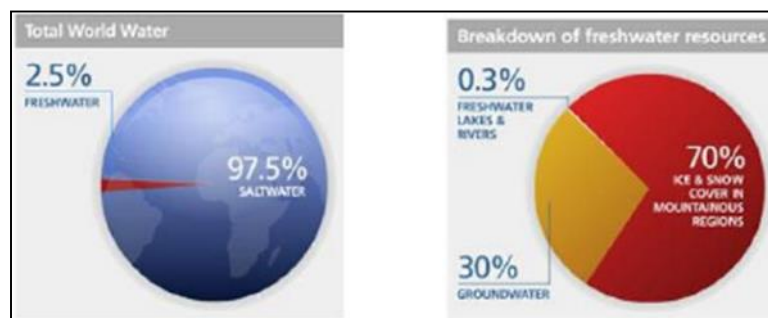 Total World Water
2.5%
FRESHWATER
97.5%
SALTWATER
Breakdown of freshwater resources
0.3%
FRESHWATER
LAKES &
RIVERS
70%
ICE & SNOW
COVER IN
MOUNTAINOUS
REGIONS
30%
GROUNDWATER